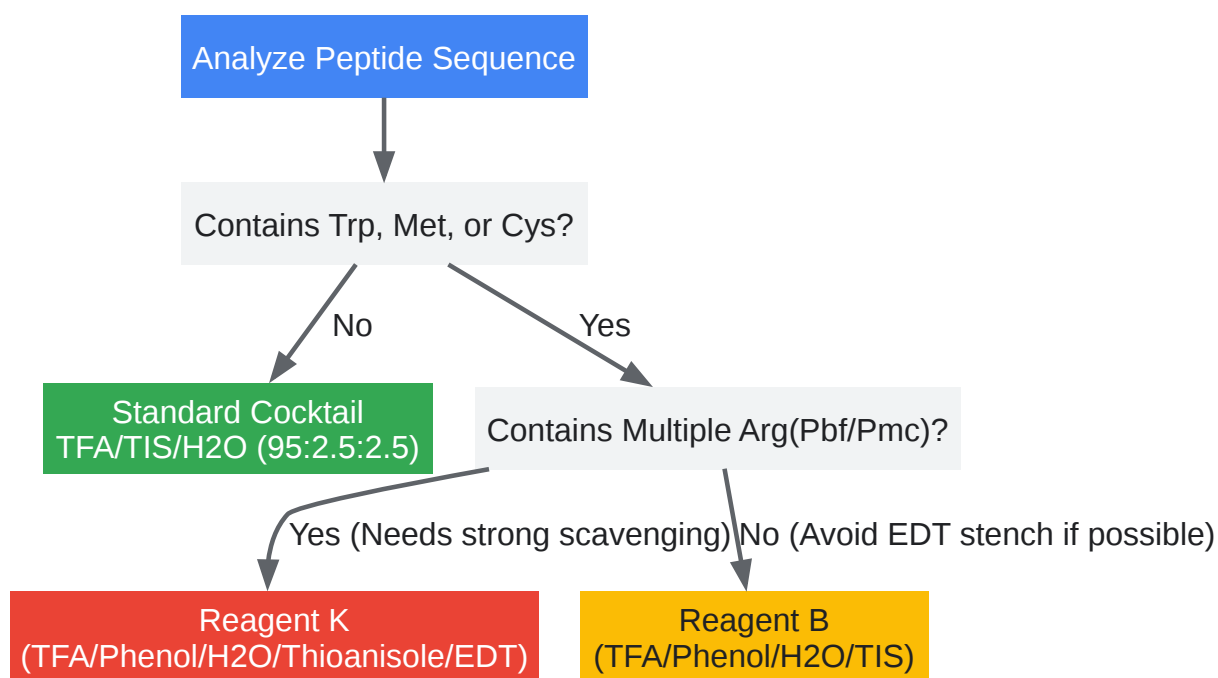 Analyze Peptide Sequence
Contains Trp, Met, or Cys?
No
Yes
Standard Cocktail
TFA/TIS/H2O (95:2.5:2.5)
Contains Multiple Arg(Pbf/Pmc)?
Yes (Needs strong scavenging)
No (Avoid EDT stench if possible)
Reagent K
(TFA/Phenol/H2O/Thioanisole/EDT)
Reagent B
(TFA/Phenol/H2O/TIS)